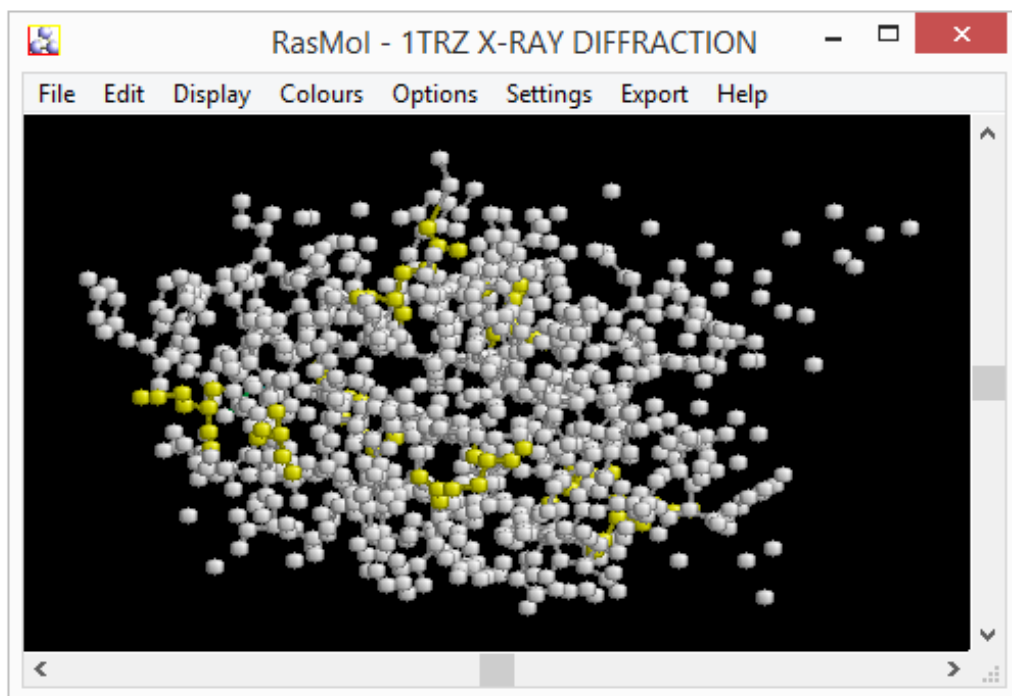 RasMol - 1TRZ X-RAY DIFFRACTION
File Edit Display Colours Options Settings Export Help